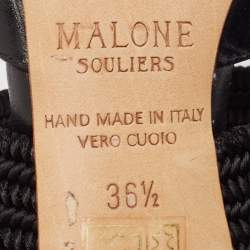 MALONE
SOULIERS
HAND MADE IN ITALY
VERO CUOIO
36½